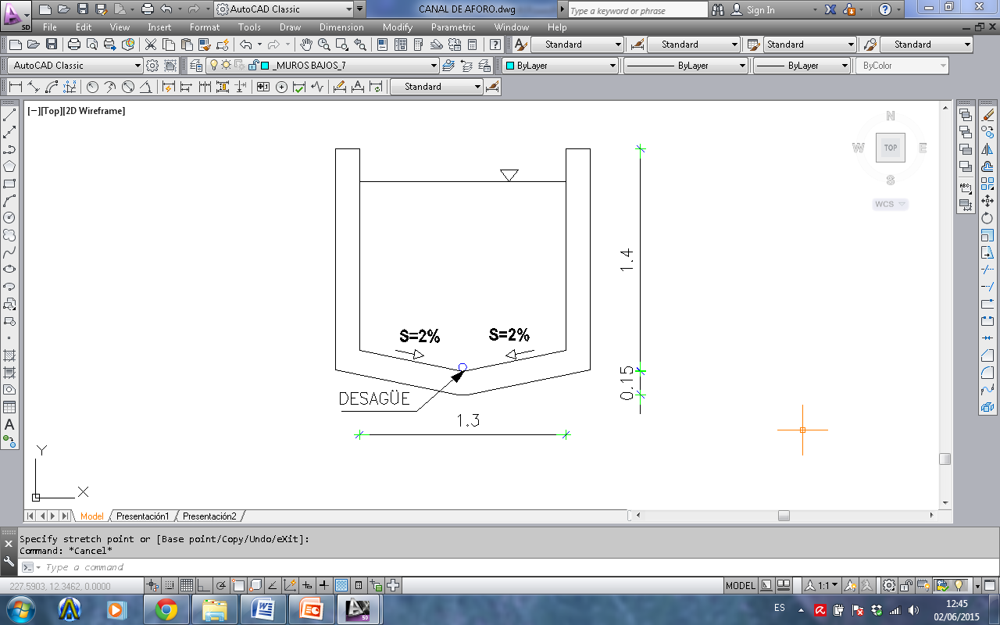 AutoCAD Classic
CANAL DE AFORO.dwg
Type a keyword or phrase
Sign In
SD
File Edit View Insert Format Tools Draw Dimension Modify Parametric Window Help
Standard Standard Standard Standard
AutoCAD Classic
_MUROS BAJOS_7
ByLayer ByLayer ByLayer ByColor
Standard
[−][Top][2D Wireframe]
N
W TOP E
S
WCS
1.4
S=2% S=2%
0.15
DESAGÜE
1.3
ABC
A
Y
X
Model Presentación1 Presentación2
Specify stretch point or [Base point/Copy/Undo/eXit]:
Command: *Cancel*
Type a command
227.5903, 12.3462, 0.0000
MODEL
1:1
ES
12:45
02/06/2015
SD